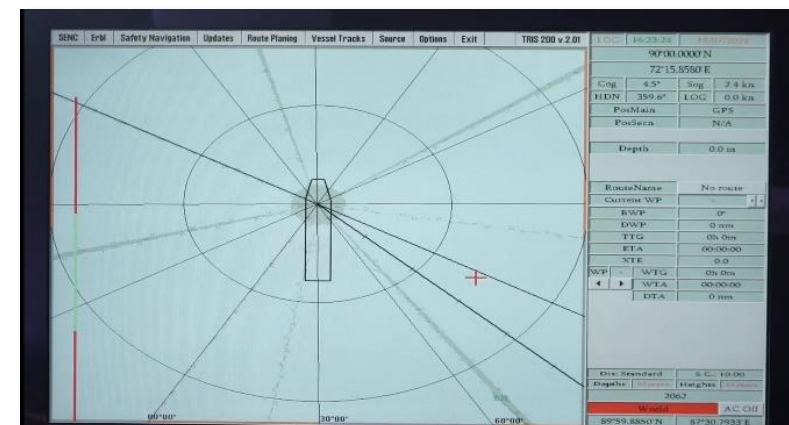 SENC Erbl Safety Navigation Updates Route Planing Vessel Tracks Source Options Exit TRIS 200 v.2.01
LOG 16:23:24
90°00.0000'N
72°15.8580'E
Cog 4.5° Sog 2.4 kn
HDN 359.6° LOG 0.0 kn
PosMain GPS
PosSecn N/A
Depth 0.0 m
RouteName No route
Current WP -
BWP 0°
DWP 0 nm
TTG 0h 0m
ETA 00:00:00
XTE 0.0
WP - WTG 0h 0m
WTA 00:00:00
DTA 0 nm
Dis: Standard S.C.: 10.00
Depths Meters Heights Meters
2062
World AC Off
89°59.8850'N 87°30.7933'E
00°00' 30°00' 60°00'